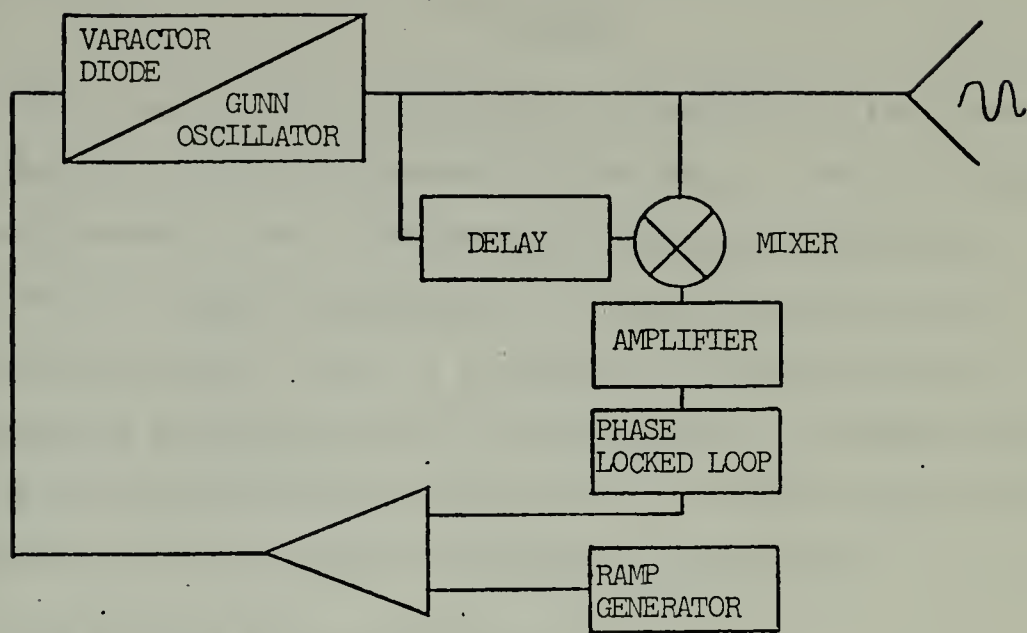 VARACTOR
DIODE
GUNN
OSCILLATOR
DELAY
MIXER
AMPLIFIER
PHASE
LOCKED LOOP
RAMP
GENERATOR